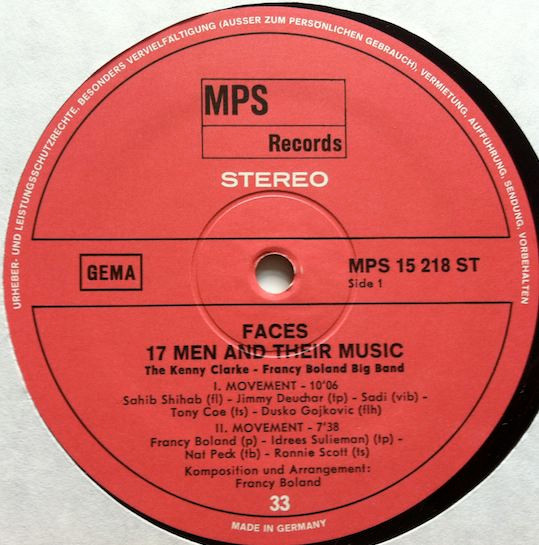 URHEBER- UND LEISTUNGSSCHUTZRECHTE, BESONDERS VERVIELFÄLTIGUNG (AUSSER ZUM PERSÖNLICHEN GEBRAUCH), VERMIETUNG, AUFFÜHRUNG, SENDUNG, VORBEHALTEN
MPS
Records
STEREO
GEMA
MPS 15 218 ST
Side 1
FACES
17 MEN AND THEIR MUSIC
The Kenny Clarke - Francy Boland Big Band
I. MOVEMENT - 10'06
Sahib Shihab (fl) - Jimmy Deuchar (tp) - Sadi (vib) -
Tony Coe (ts) - Dusko Gojkovic (flh)
II. MOVEMENT - 7'38
Francy Boland (p) - Idrees Sulieman) (tp) -
Nat Peck (tb) - Ronnie Scott (ts)
Komposition und Arrangement:
Francy Boland
33
MADE IN GERMANY